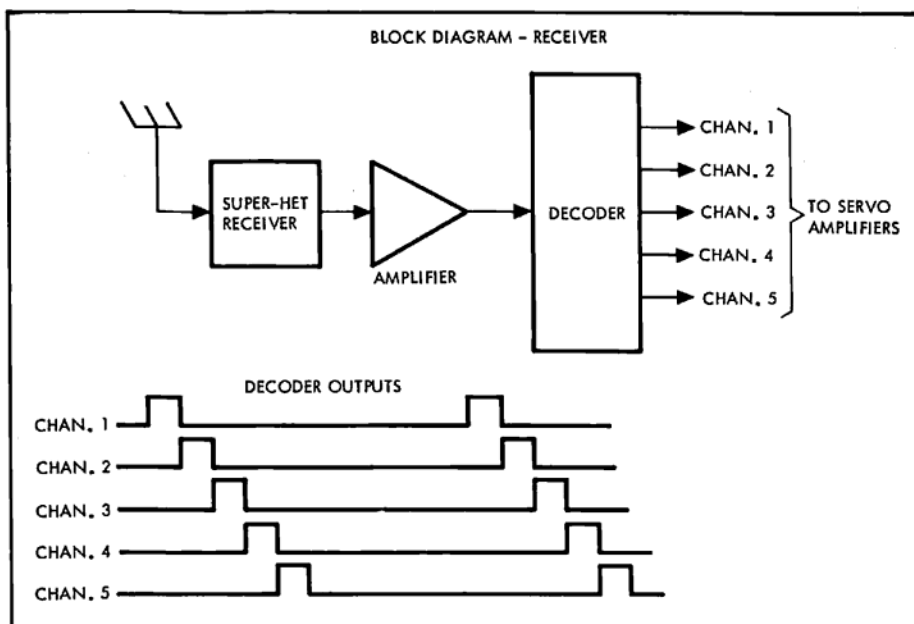 BLOCK DIAGRAM - RECEIVER
SUPER-HET
RECEIVER
AMPLIFIER
DECODER
CHAN. 1
CHAN. 2
CHAN. 3
CHAN. 4
CHAN. 5
TO SERVO
AMPLIFIERS
DECODER OUTPUTS
CHAN. 1
CHAN. 2
CHAN. 3
CHAN. 4
CHAN. 5